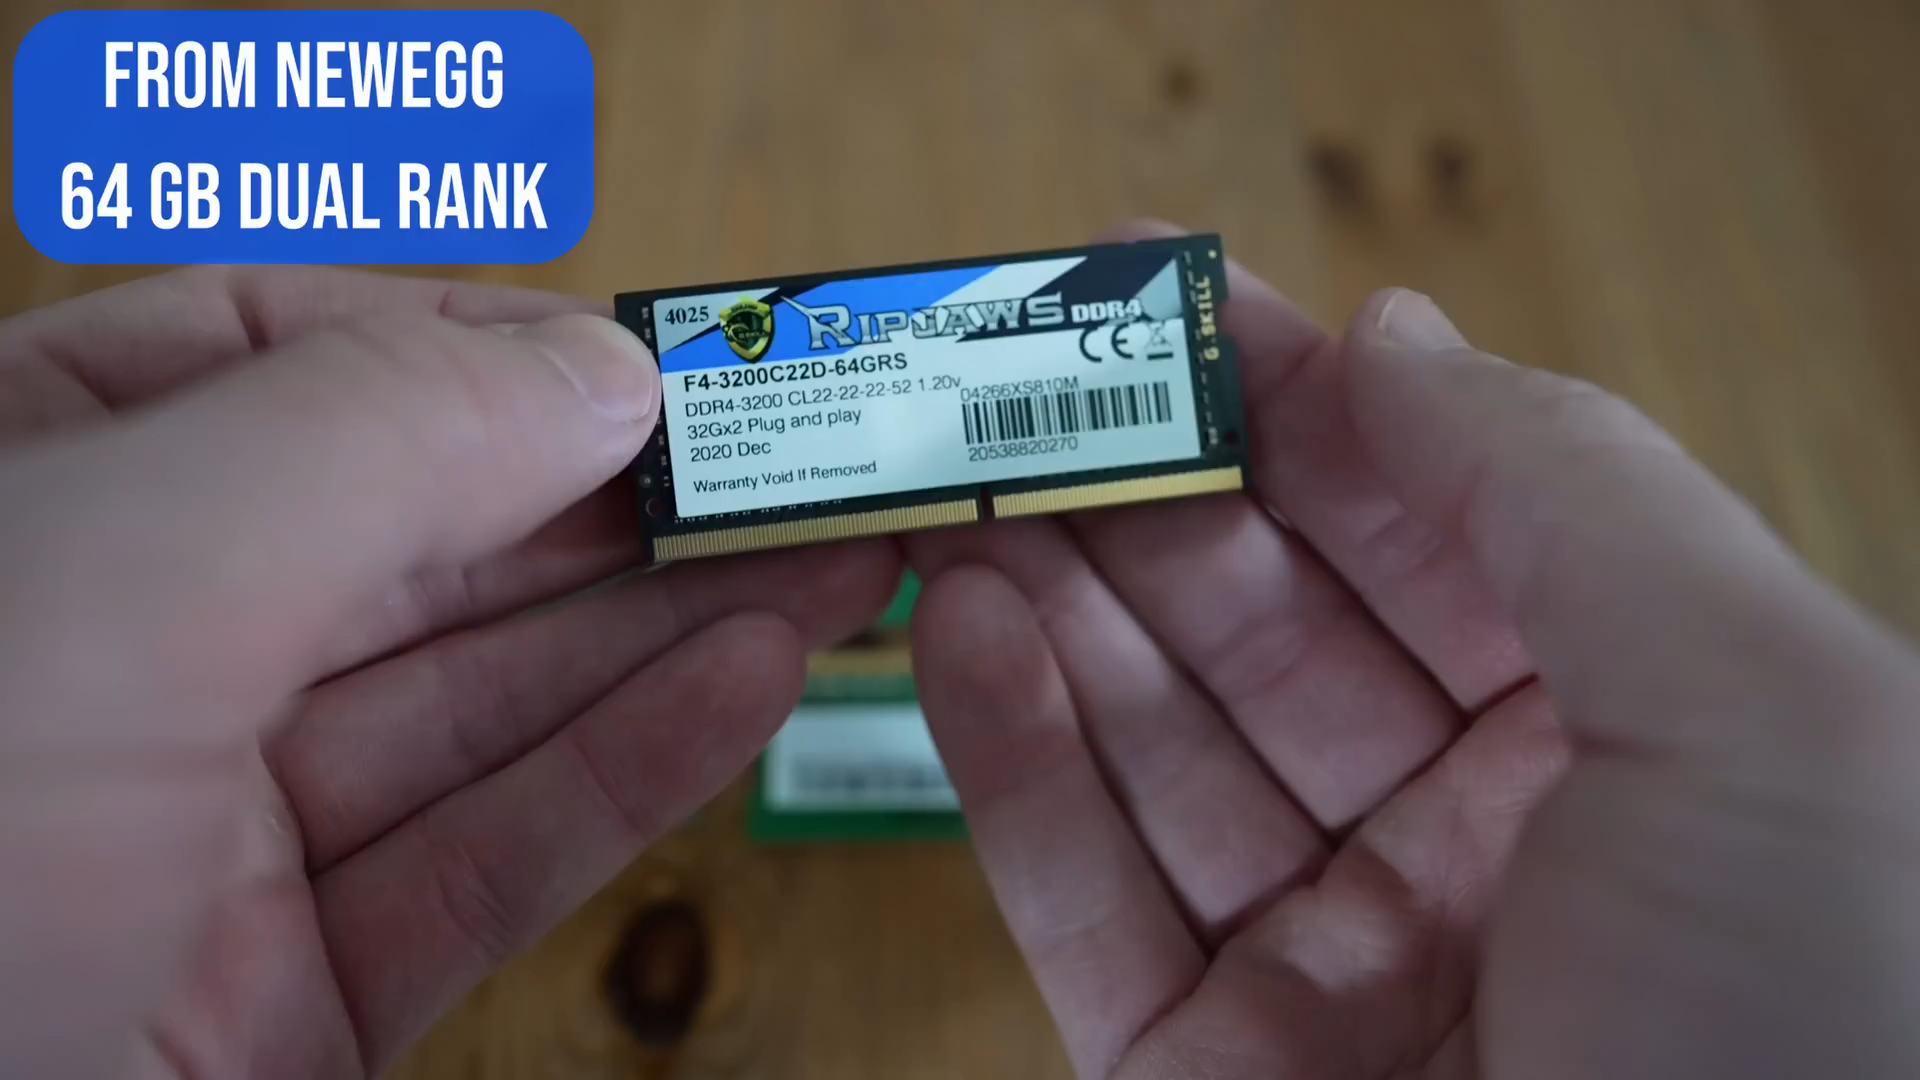 FROM NEWEGG
64 GB DUAL RANK
4025
RIPJAWS DDR4
G.SKILL
F4-3200C22D-64GRS
DDR4-3200 CL22-22-22-52 1.20v
32Gx2 Plug and play
2020 Dec
Warranty Void If Removed
04266XS810M
20538820270